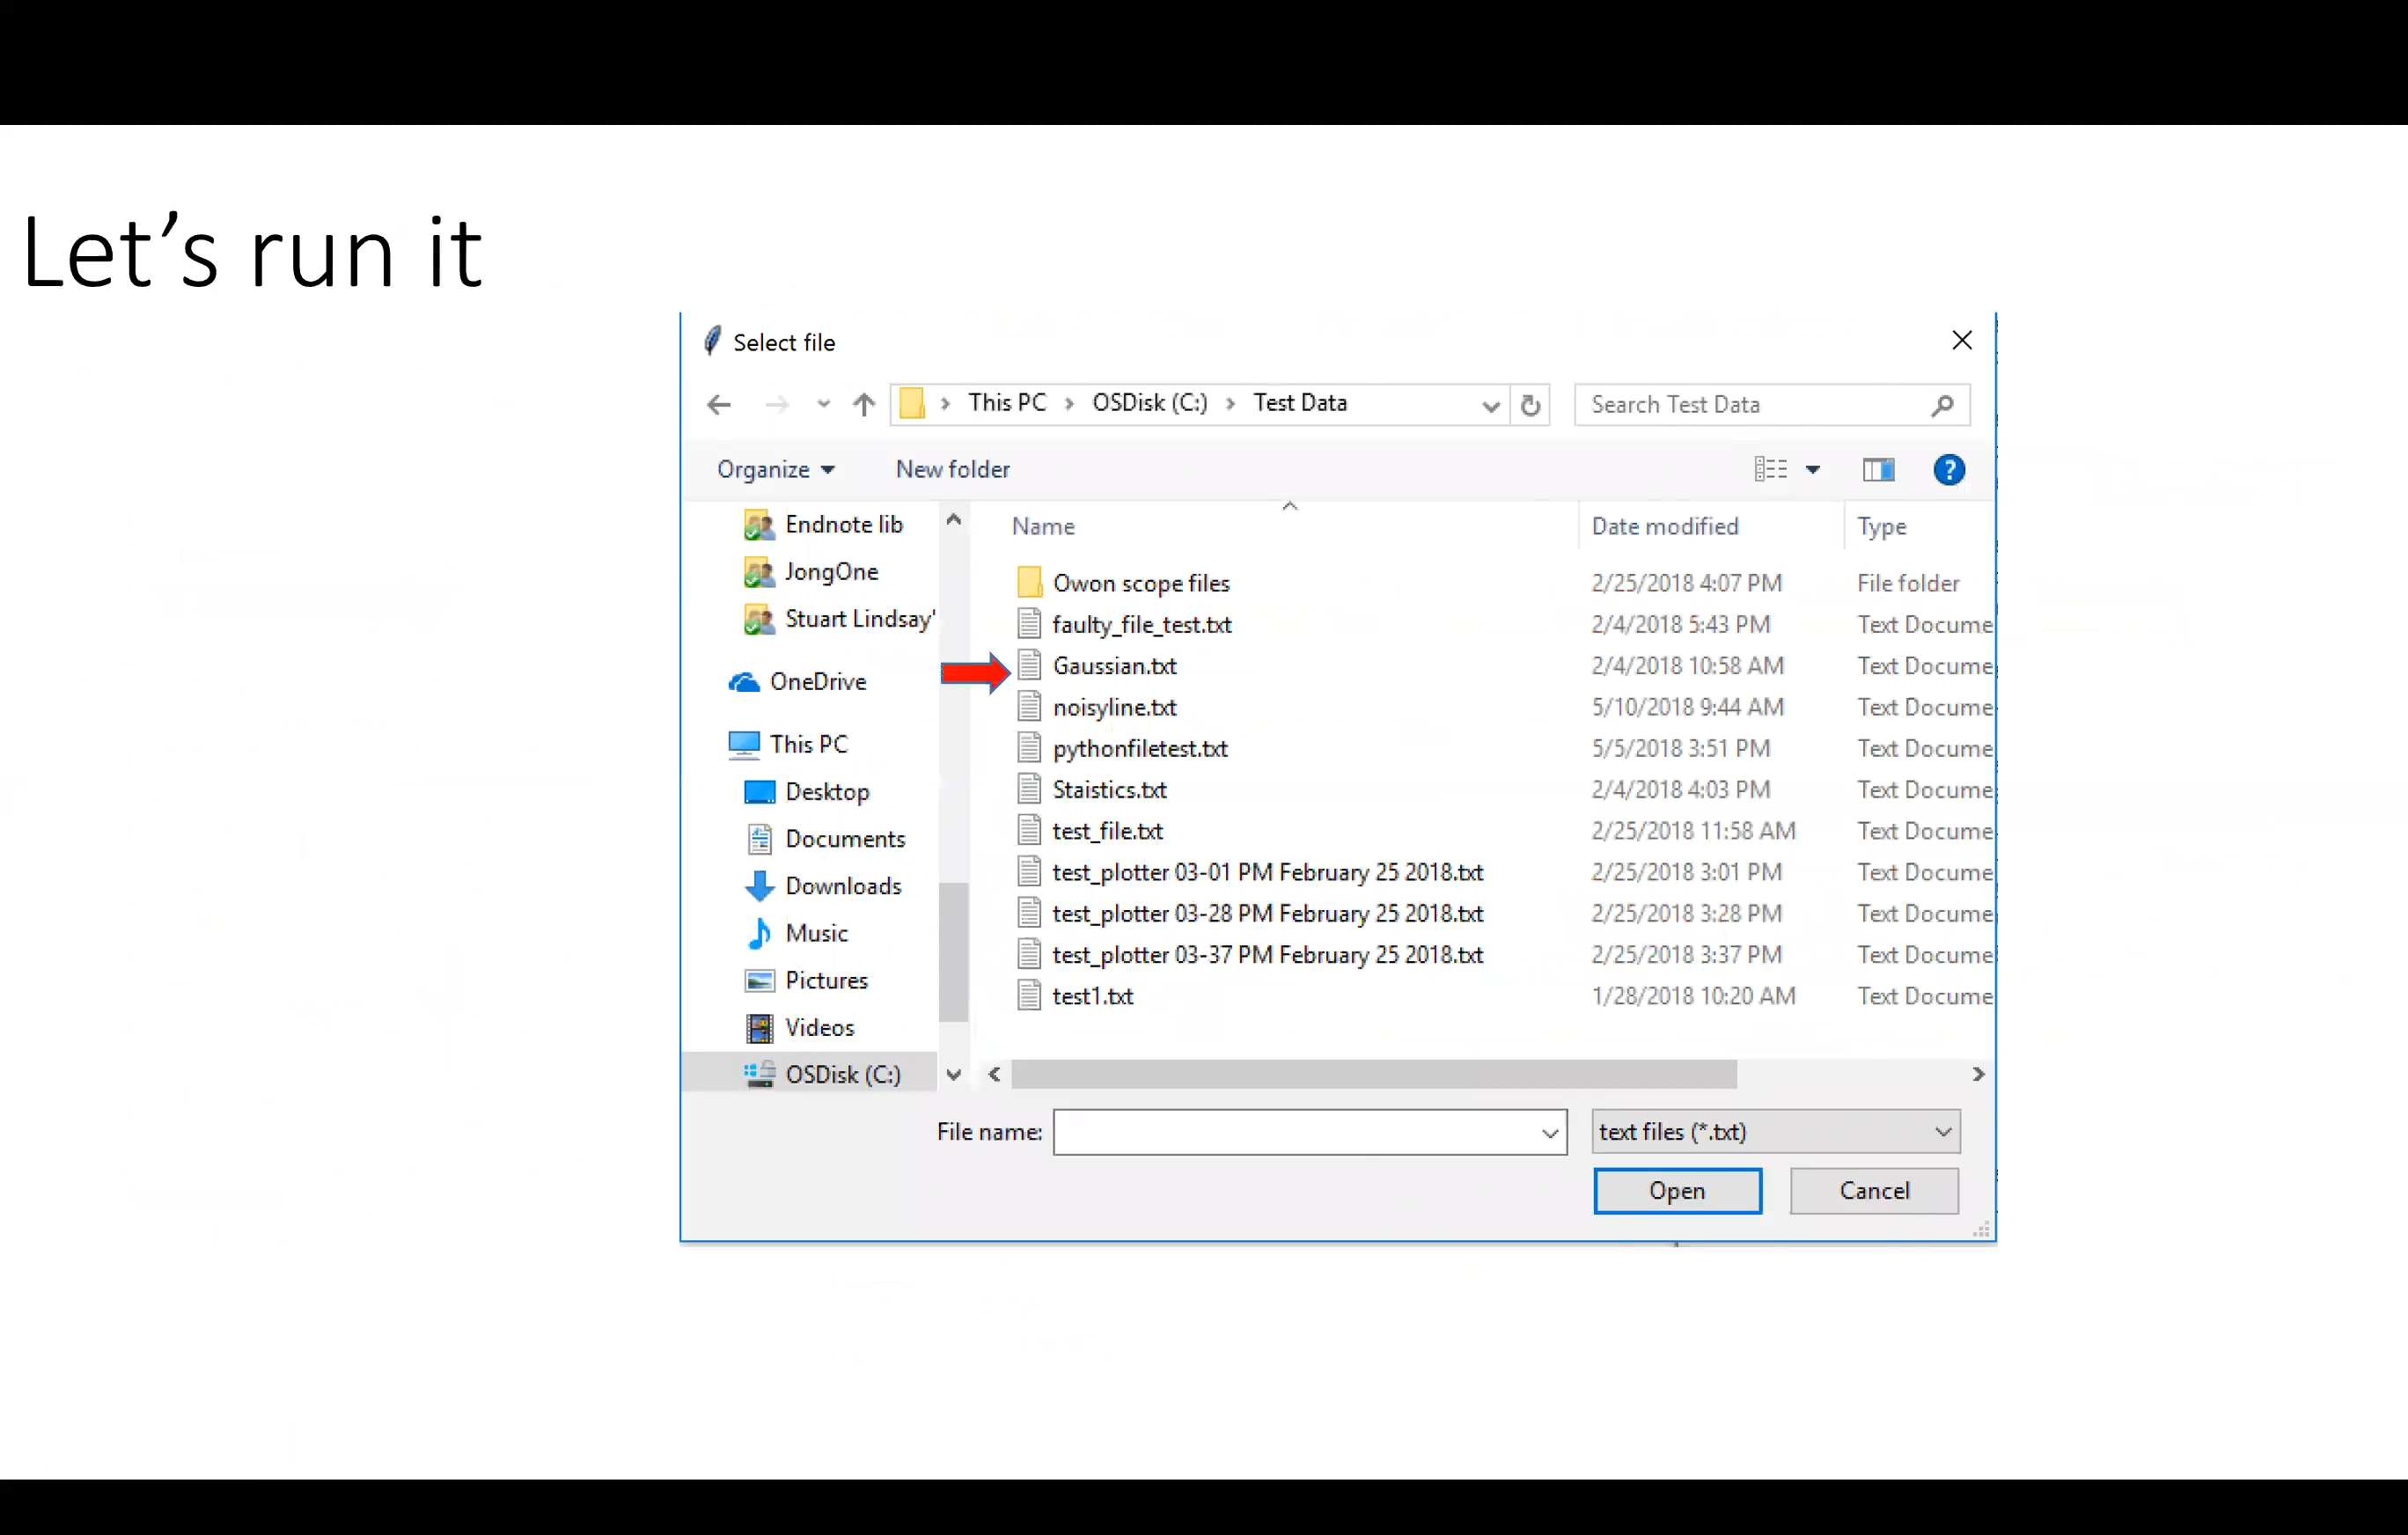 Let’s run it
Select file
This PC > OSDisk (C:) > Test Data
Search Test Data
Organize
New folder
?
Endnote lib
JongOne
Stuart Lindsay'
OneDrive
This PC
Desktop
Documents
Downloads
Music
Pictures
Videos
OSDisk (C:)
Name Date modified Type
Owon scope files 2/25/2018 4:07 PM File folder
faulty_file_test.txt 2/4/2018 5:43 PM Text Docume
Gaussian.txt 2/4/2018 10:58 AM Text Docume
noisyline.txt 5/10/2018 9:44 AM Text Docume
pythonfiletest.txt 5/5/2018 3:51 PM Text Docume
Staistics.txt 2/4/2018 4:03 PM Text Docume
test_file.txt 2/25/2018 11:58 AM Text Docume
test_plotter 03-01 PM February 25 2018.txt 2/25/2018 3:01 PM Text Docume
test_plotter 03-28 PM February 25 2018.txt 2/25/2018 3:28 PM Text Docume
test_plotter 03-37 PM February 25 2018.txt 2/25/2018 3:37 PM Text Docume
test1.txt 1/28/2018 10:20 AM Text Docume
File name:
text files (*.txt)
Open
Cancel